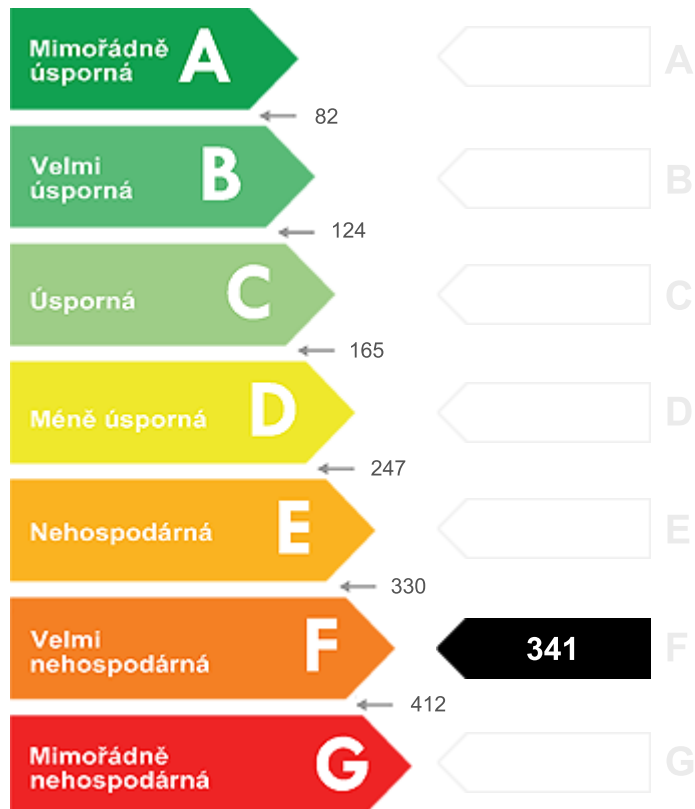 Mimořádně
úsporná
A
A
82
Velmi
úsporná
B
B
124
Úsporná
C
C
165
Méně úsporná
D
D
247
Nehospodárná
E
E
330
Velmi
nehospodárná
F
341
F
412
Mimořádně
nehospodárná
G
G